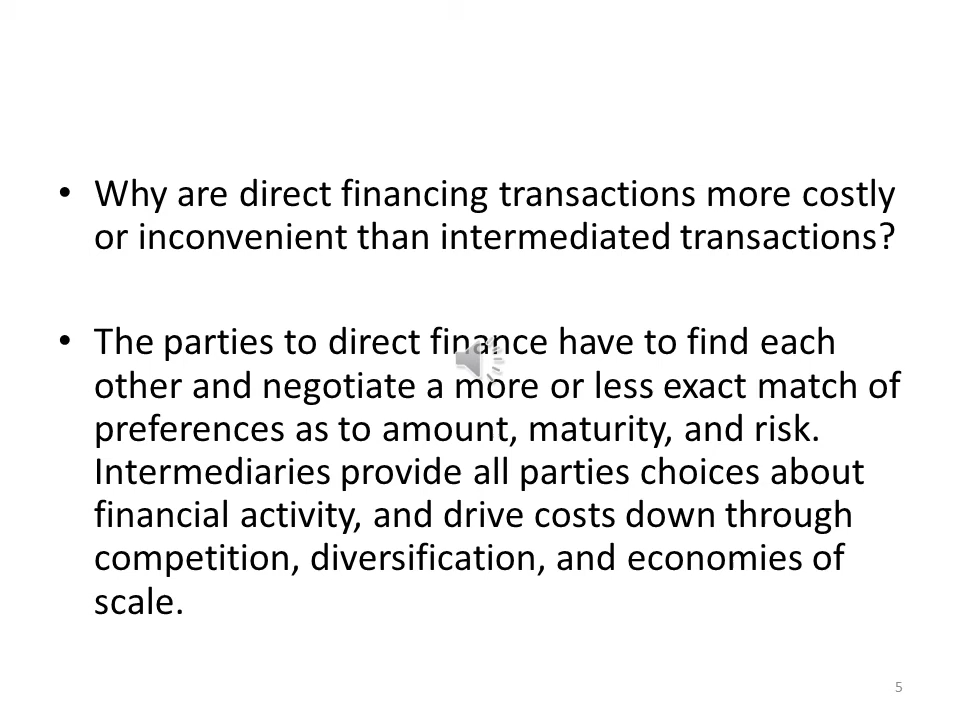 • Why are direct financing transactions more costly
or inconvenient than intermediated transactions?
• The parties to direct finance have to find each
other and negotiate a more or less exact match of
preferences as to amount, maturity, and risk.
Intermediaries provide all parties choices about
financial activity, and drive costs down through
competition, diversification, and economies of
scale.
5